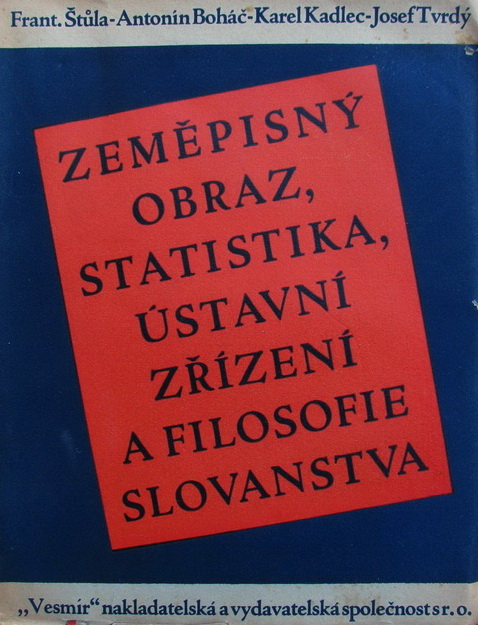 Frant. Štůla-Antonín Boháč-Karel Kadlec-Josef Tvrdý
ZEMĚPISNÝ
OBRAZ,
STATISTIKA,
ÚSTAVNÍ
ZŘÍZENÍ
A FILOSOFIE
SLOVANSTVA
„Vesmír“ nakladatelská a vydavatelská společnost s r. o.